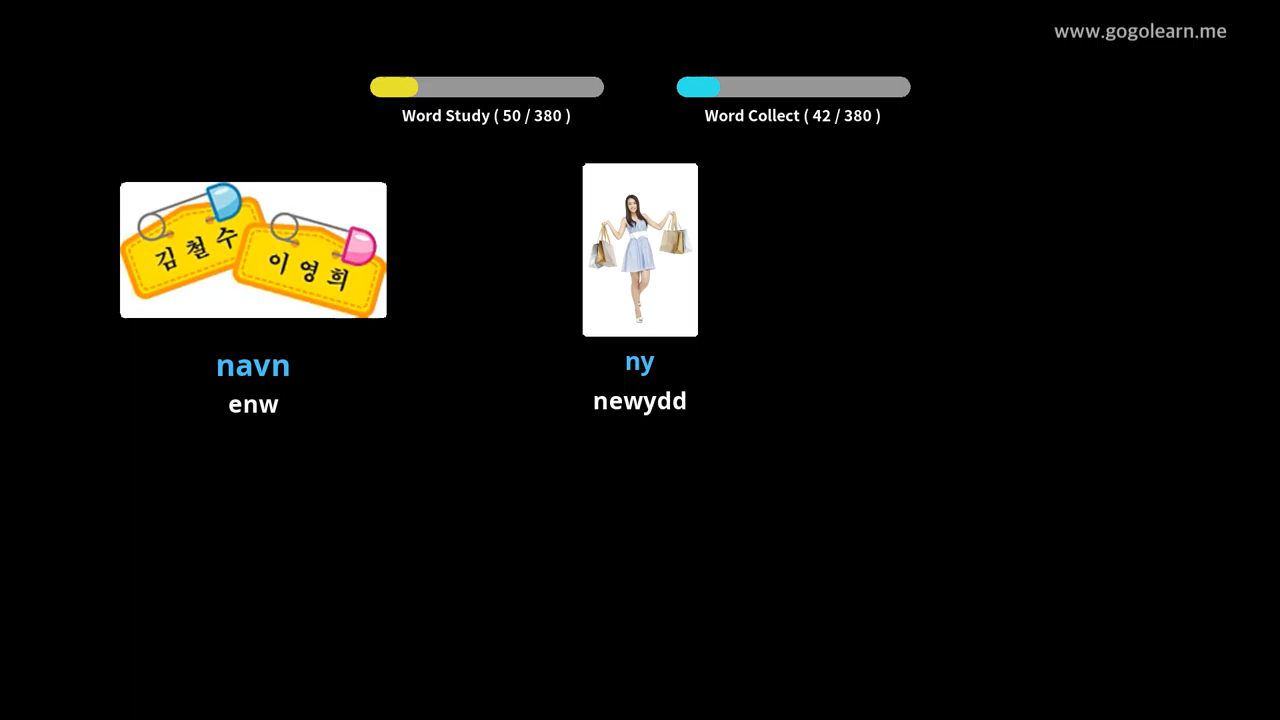 www.gogolearn.me
Word Study ( 50 / 380 )
Word Collect ( 42 / 380 )
김철수
이영희
navn
enw
ny
newydd